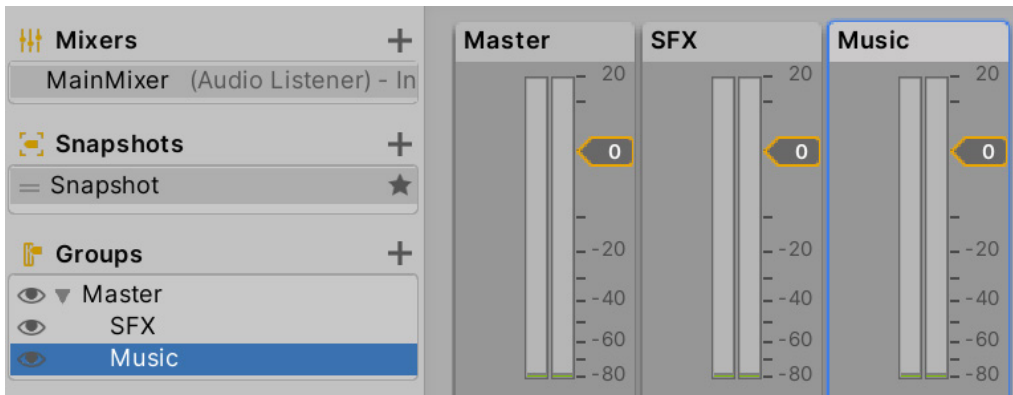 Mixers
MainMixer (Audio Listener) - In
Snapshots
Snapshot
Groups
Master
SFX
Music
Master SFX Music
20 20 20
0 0 0
-20 -20 -20
-40 -40 -40
-60 -60 -60
-80 -80 -80